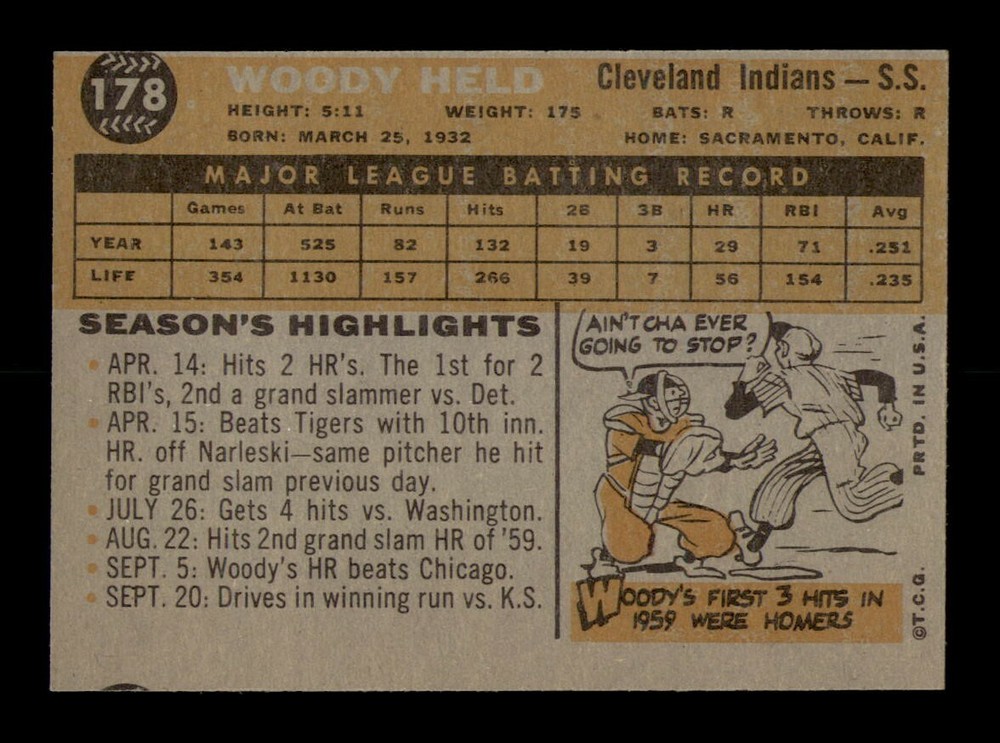 178
WOODY HELD
Cleveland Indians — S.S.
HEIGHT: 5:11 WEIGHT: 175 BATS: R THROWS: R
BORN: MARCH 25, 1932 HOME: SACRAMENTO, CALIF.
MAJOR LEAGUE BATTING RECORD
Games At Bat Runs Hits 2B 3B HR RBI Avg
YEAR 143 525 82 132 19 3 29 71 .251
LIFE 354 1130 157 266 39 7 56 154 .235
SEASON'S HIGHLIGHTS
• APR. 14: Hits 2 HR's. The 1st for 2
RBI's, 2nd a grand slammer vs. Det.
• APR. 15: Beats Tigers with 10th inn.
HR. off Narleski—same pitcher he hit
for grand slam previous day.
• JULY 26: Gets 4 hits vs. Washington.
• AUG. 22: Hits 2nd grand slam HR of '59.
• SEPT. 5: Woody's HR beats Chicago.
• SEPT. 20: Drives in winning run vs. K.S.
AIN'T CHA EVER
GOING TO STOP?
WOODY'S FIRST 3 HITS IN
1959 WERE HOMERS
©T.C.G. PRTD. IN U.S.A.